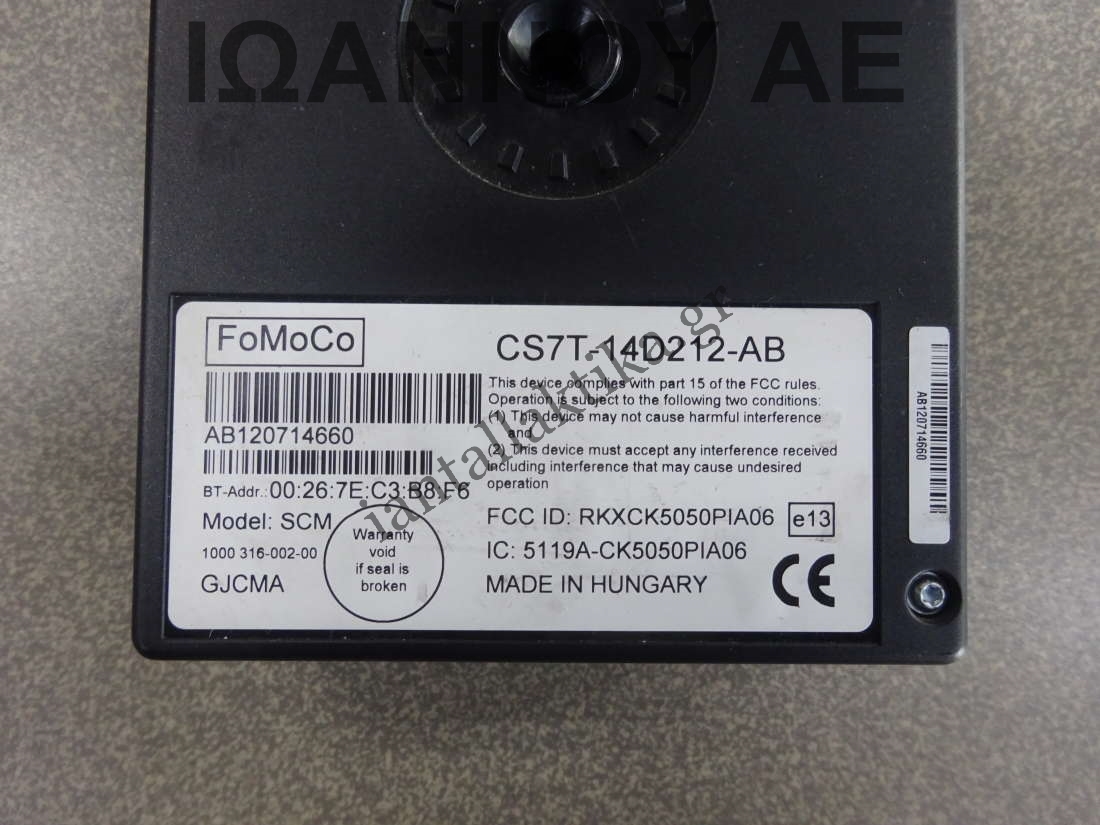 ΙΩΑΝΝΟΥ ΑΕ
FoMoCo
CS7T-14D212-AB
AB120714660
BT-Addr.:00:26:7E:C3:B8:F6
Model: SCM
1000 316-002-00
GJCMA
Warranty
void
if seal is
broken
This device complies with part 15 of the FCC rules.
Operation is subject to the following two conditions:
(1) This device may not cause harmful interference
and
(2) This device must accept any interference received
including interference that may cause undesired
operation
FCC ID: RKXCK5050PIA06
e13
IC: 5119A-CK5050PIA06
MADE IN HUNGARY
CE
AB120714660
iantallaktika.gr